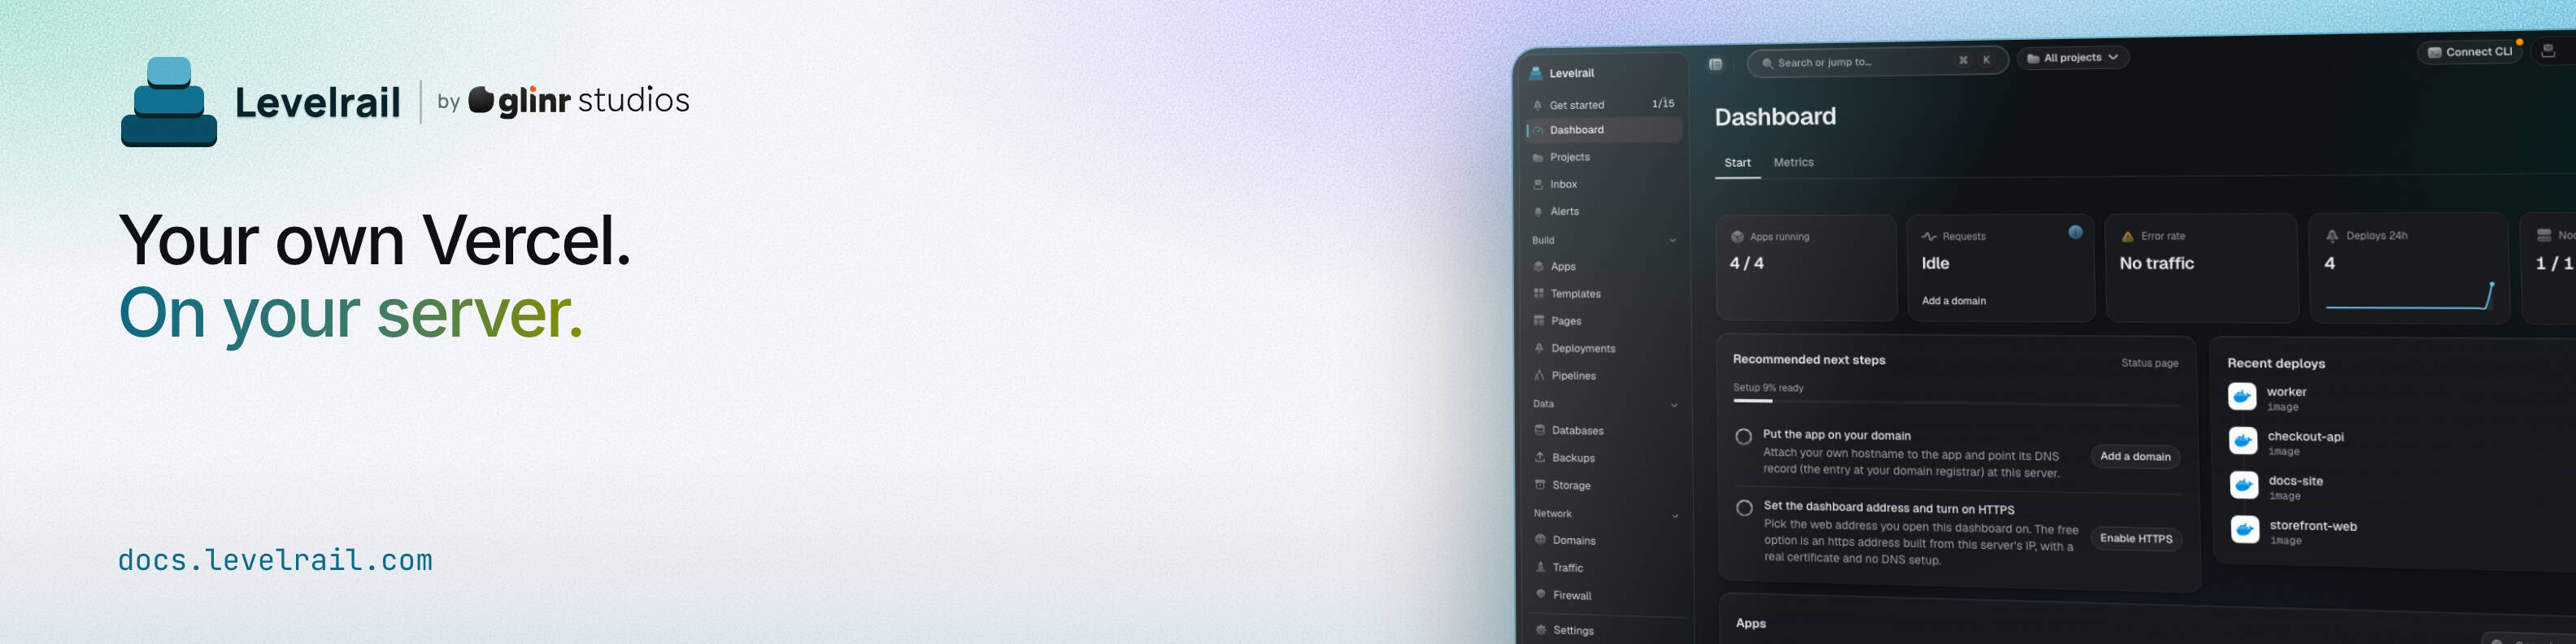 Levelrail
by glinr studios
Your own Vercel.
On your server.
docs.levelrail.com
Levelrail
Get started 1/15
Dashboard
Projects
Inbox
Alerts
Build
Apps
Templates
Pages
Deployments
Pipelines
Data
Databases
Backups
Storage
Network
Domains
Traffic
Firewall
Settings
Search or jump to... ⌘ K
All projects
Connect CLI
Dashboard
Start Metrics
Apps running
4 / 4
Requests
Idle
Add a domain
Error rate
No traffic
Deploys 24h
4
1 / 1
Recommended next steps
Status page
Setup 9% ready
Put the app on your domain
Attach your own hostname to the app and point its DNS
record (the entry at your domain registrar) at this server.
Add a domain
Set the dashboard address and turn on HTTPS
Pick the web address you open this dashboard on. The free
option is an https address built from this server's IP, with a
real certificate and no DNS setup.
Enable HTTPS
Recent deploys
worker
image
checkout-api
image
docs-site
image
storefront-web
image
Apps